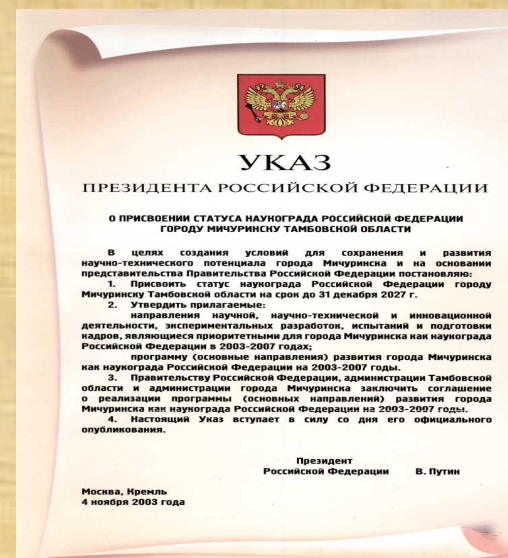 УКАЗ
ПРЕЗИДЕНТА РОССИЙСКОЙ ФЕДЕРАЦИИ
О ПРИСВОЕНИИ СТАТУСА НАУКОГРАДА РОССИЙСКОЙ ФЕДЕРАЦИИ
ГОРОДУ МИЧУРИНСКУ ТАМБОВСКОЙ ОБЛАСТИ
В целях создания условий для сохранения и развития
научно-технического потенциала города Мичуринска и на основании
представительства Правительства Российской Федерации постановляю:
1. Присвоить статус наукограда Российской Федерации городу
Мичуринску Тамбовской области на срок до 31 декабря 2027 г.
2. Утвердить прилагаемые:
направления научной, научно-технической и инновационной
деятельности, экспериментальных разработок, испытаний и подготовки
кадров, являющиеся приоритетными для города Мичуринска как наукограда
Российской Федерации в 2003-2007 годах;
программу (основные направления) развития города Мичуринска
как наукограда Российской Федерации на 2003-2007 годы.
3. Правительству Российской Федерации, администрации Тамбовской
области и администрации города Мичуринска заключить соглашение
о реализации программы (основных направлений) развития города
Мичуринска как наукограда Российской Федерации на 2003-2007 годы.
4. Настоящий Указ вступает в силу со дня его официального
опубликования.
Президент
Российской Федерации В. Путин
Москва, Кремль
4 ноября 2003 года